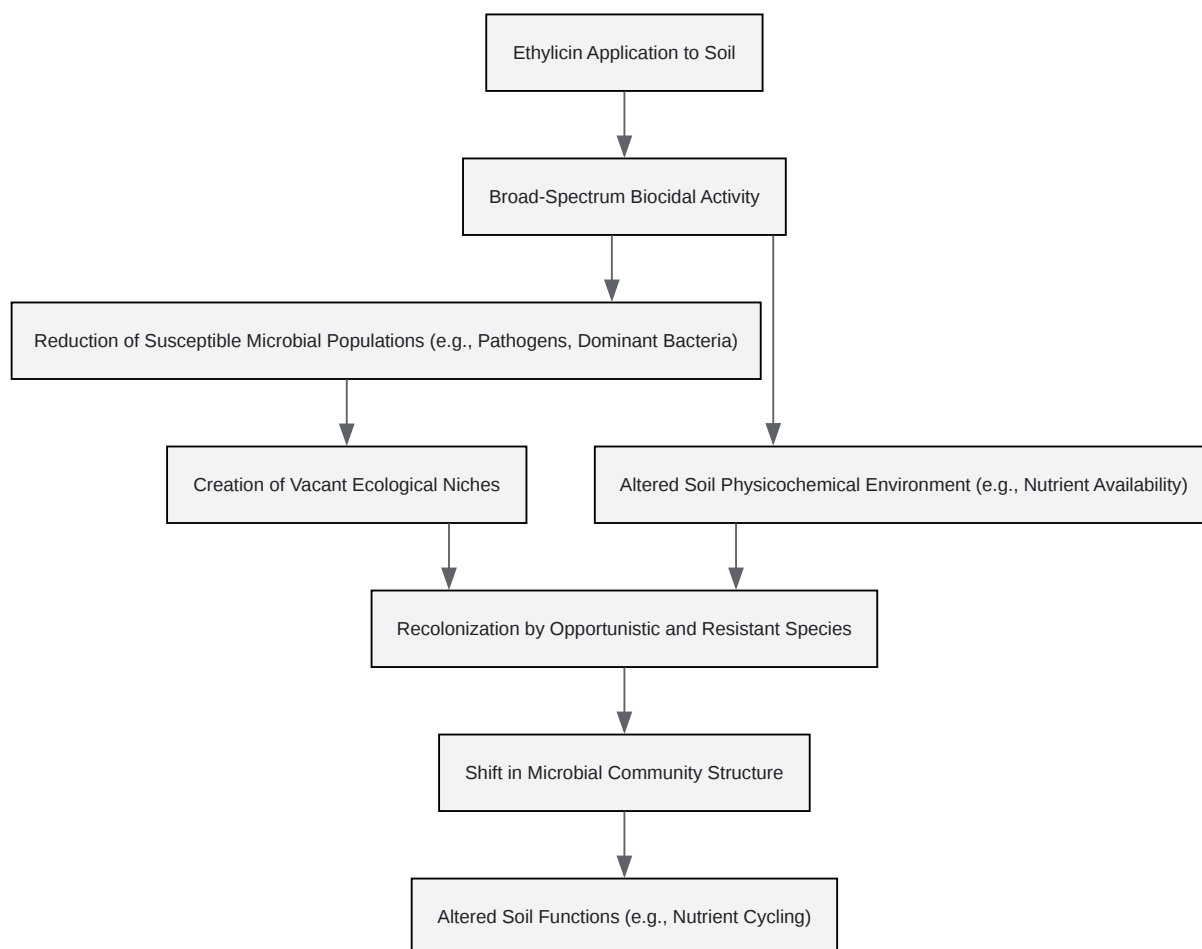 Ethylicin Application to Soil
Broad-Spectrum Biocidal Activity
Reduction of Susceptible Microbial Populations (e.g., Pathogens, Dominant Bacteria)
Creation of Vacant Ecological Niches
Altered Soil Physicochemical Environment (e.g., Nutrient Availability)
Recolonization by Opportunistic and Resistant Species
Shift in Microbial Community Structure
Altered Soil Functions (e.g., Nutrient Cycling)